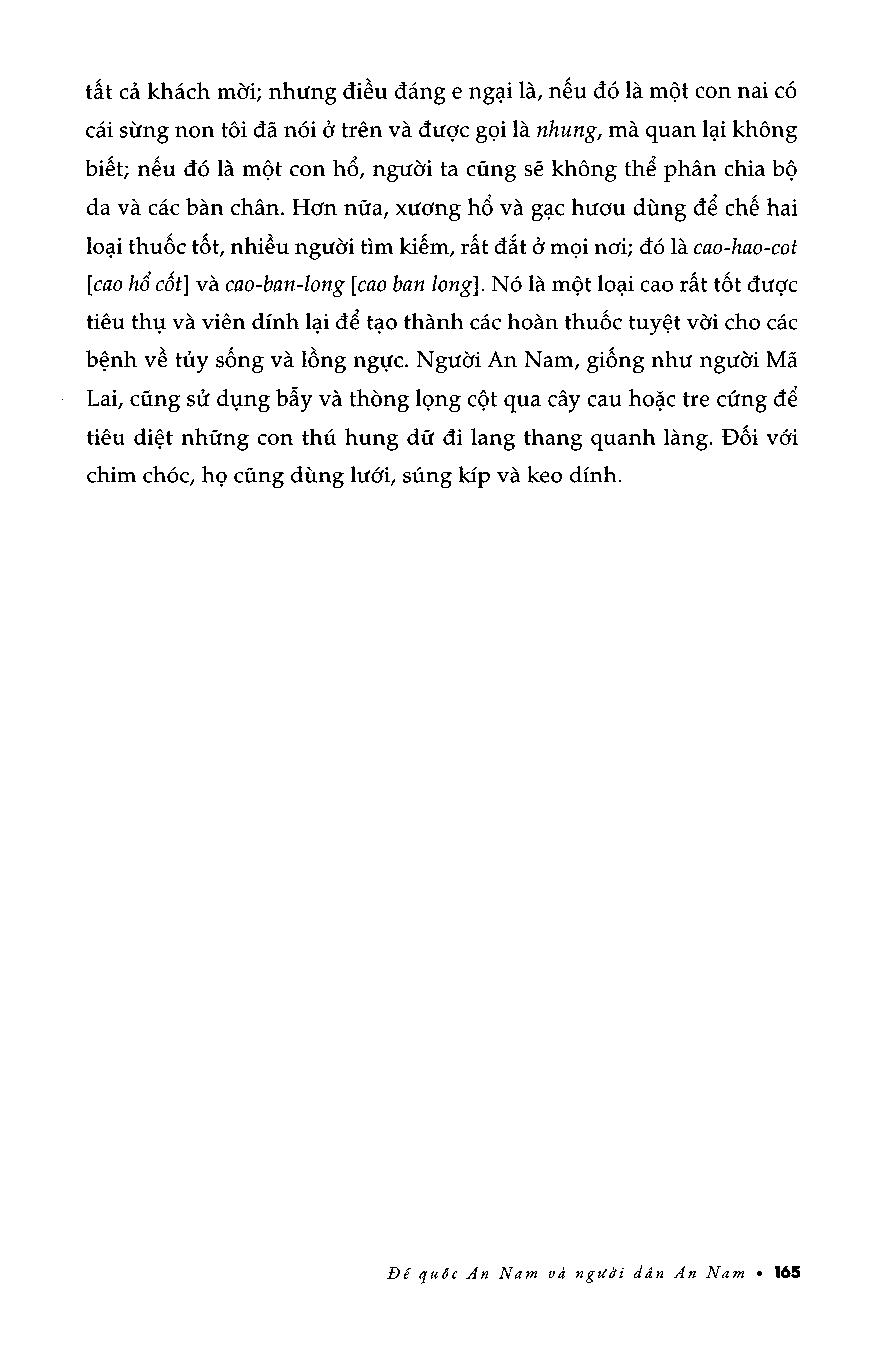 tất cả khách mời; nhưng điều đáng e ngại là, nếu đó là một con nai có
cái sừng non tôi đã nói ở trên và được gọi là nhung, mà quan lại không
biết; nếu đó là một con hổ, người ta cũng sẽ không thể phân chia bộ
da và các bàn chân. Hơn nữa, xương hổ và gạc hươu dùng để chế hai
loại thuốc tốt, nhiều người tìm kiếm, rất đắt ở mọi nơi; đó là cao-hao-cot
[cao hổ cốt] và cao-ban-long [cao ban long]. Nó là một loại cao rất tốt được
tiêu thụ và viên dính lại để tạo thành các hoàn thuốc tuyệt vời cho các
bệnh về tủy sống và lồng ngực. Người An Nam, giống như người Mã
Lai, cũng sử dụng bẫy và thòng lọng cột qua cây cau hoặc tre cứng để
tiêu diệt những con thú hung dữ đi lang thang quanh làng. Đối với
chim chóc, họ cũng dùng lưới, súng kíp và keo dính.
Đế quốc An Nam và người dân An Nam • 165